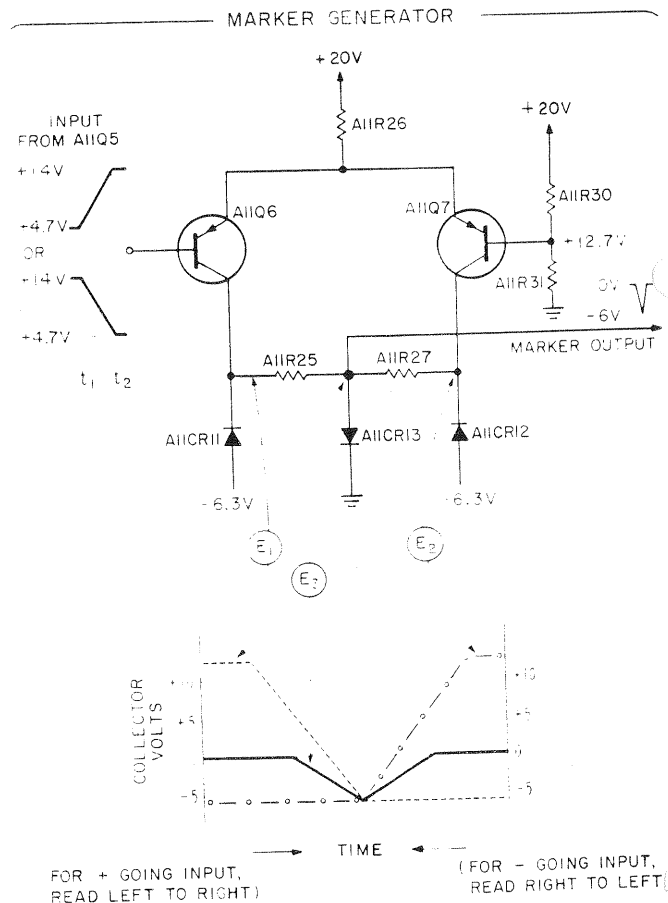 MARKER GENERATOR
+20V
INPUT
FROM A11Q5
+14V
+4.7V
OR
+14V
+4.7V
t1 t2
A11R26
+20V
A11Q6
A11Q7
A11R30
+12.7V
A11R31
0V
-6V
MARKER OUTPUT
A11R25
A11R27
A11CR11
A11CR13
A11CR12
-6.3V
-6.3V
E1
E2
E3
COLLECTOR
VOLTS
+5
-5
+10
+5
0
-5
TIME
FOR + GOING INPUT,
READ LEFT TO RIGHT)
(FOR - GOING INPUT,
READ RIGHT TO LEFT